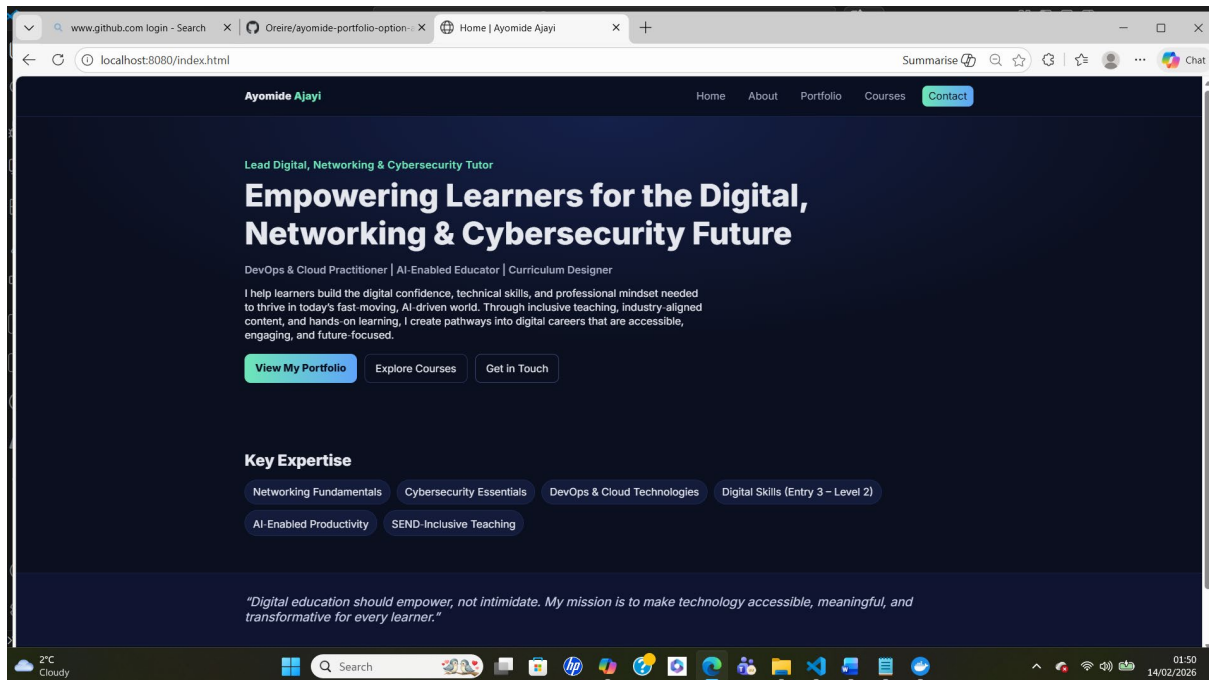 www.github.com login - Search
Oreire/ayomide-portfolio-option-
Home | Ayomide Ajayi
localhost:8080/index.html
Summarise
Chat
Ayomide Ajayi
Home About Portfolio Courses Contact
Lead Digital, Networking & Cybersecurity Tutor
Empowering Learners for the Digital,
Networking & Cybersecurity Future
DevOps & Cloud Practitioner | AI-Enabled Educator | Curriculum Designer
I help learners build the digital confidence, technical skills, and professional mindset needed
to thrive in today’s fast-moving, AI-driven world. Through inclusive teaching, industry-aligned
content, and hands-on learning, I create pathways into digital careers that are accessible,
engaging, and future-focused.
View My Portfolio Explore Courses Get in Touch
Key Expertise
Networking Fundamentals Cybersecurity Essentials DevOps & Cloud Technologies Digital Skills (Entry 3 – Level 2)
AI-Enabled Productivity SEND-Inclusive Teaching
“Digital education should empower, not intimidate. My mission is to make technology accessible, meaningful, and
transformative for every learner.”
2°C
Cloudy
Search
hp
01:50
14/02/2026